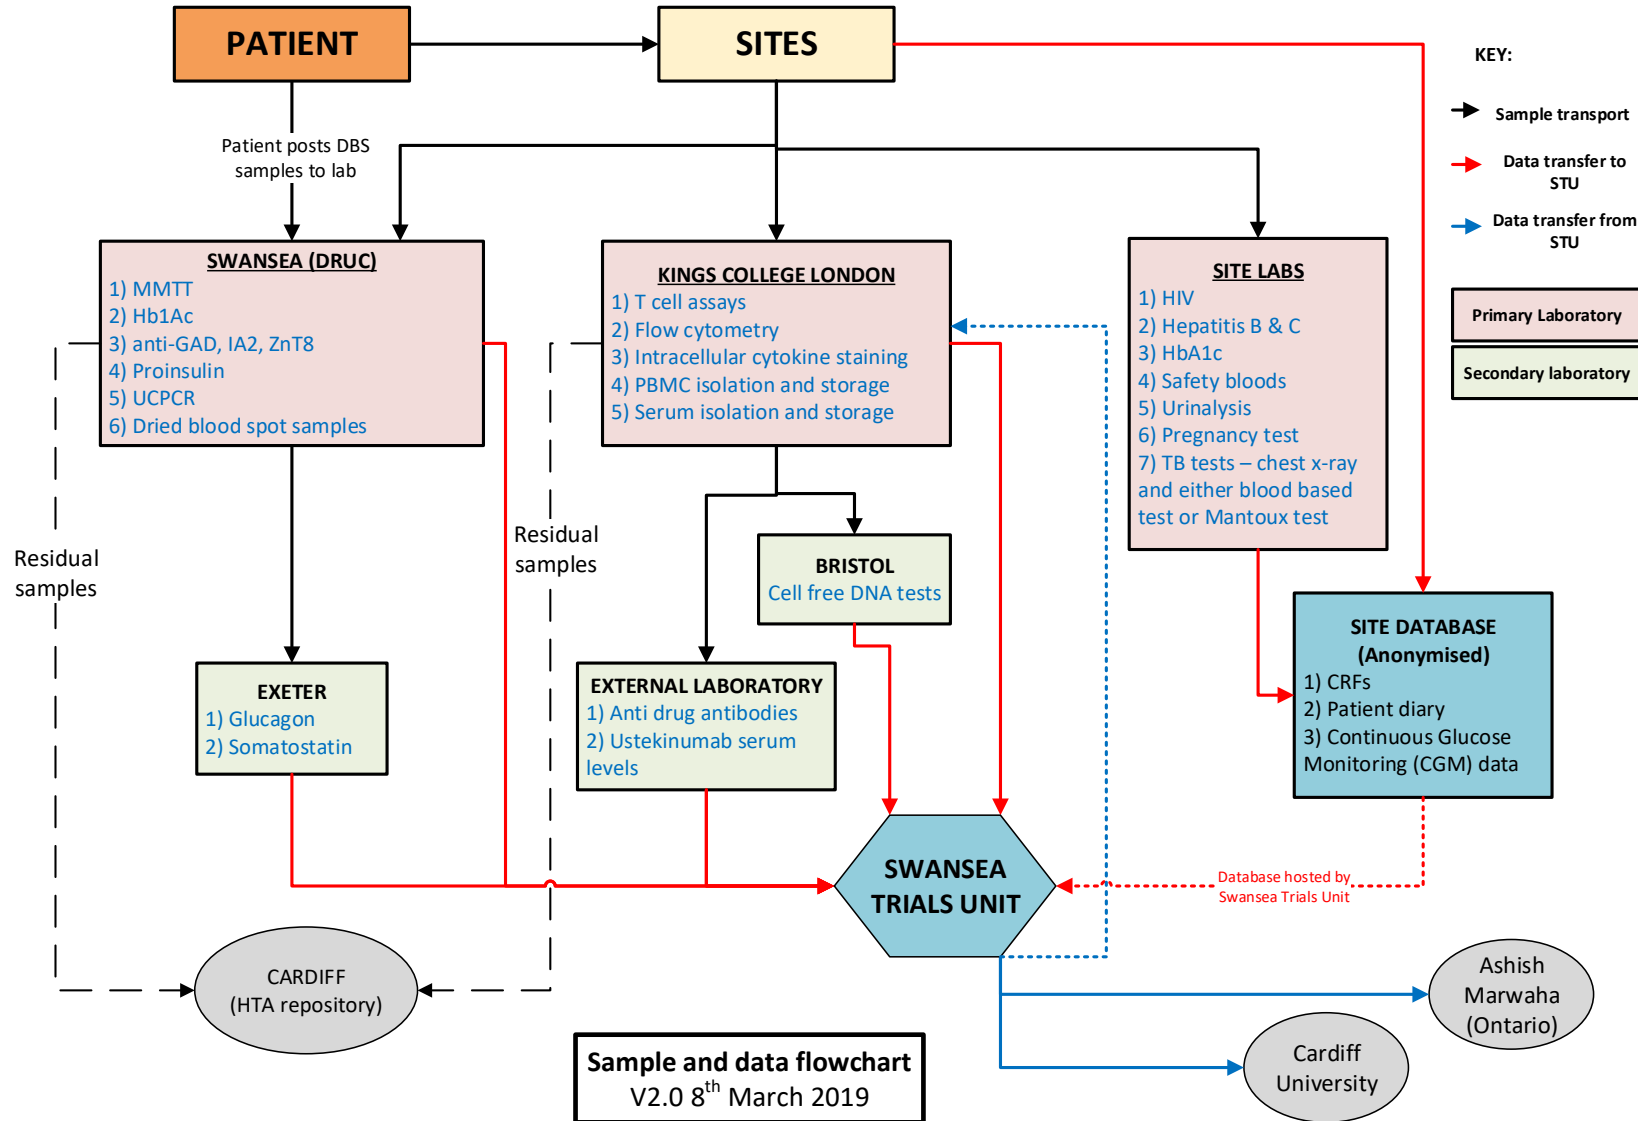 PATIENT
SITES
KEY:
Sample transport
Data transfer to
STU
Data transfer from
STU
Primary Laboratory
Secondary laboratory
Patient posts DBS
samples to lab
SWANSEA (DRUC)
1) MMTT
2) Hb1Ac
3) anti-GAD, IA2, ZnT8
4) Proinsulin
5) UCPCR
6) Dried blood spot samples
KINGS COLLEGE LONDON
1) T cell assays
2) Flow cytometry
3) Intracellular cytokine staining
4) PBMC isolation and storage
5) Serum isolation and storage
SITE LABS
1) HIV
2) Hepatitis B & C
3) HbA1c
4) Safety bloods
5) Urinalysis
6) Pregnancy test
7) TB tests – chest x-ray
and either blood based
test or Mantoux test
Residual
samples
Residual
samples
BRISTOL
Cell free DNA tests
EXETER
1) Glucagon
2) Somatostatin
EXTERNAL LABORATORY
1) Anti drug antibodies
2) Ustekinumab serum
levels
SITE DATABASE
(Anonymised)
1) CRFs
2) Patient diary
3) Continuous Glucose
Monitoring (CGM) data
SWANSEA
TRIALS UNIT
Database hosted by
Swansea Trials Unit
CARDIFF
(HTA repository)
Ashish
Marwaha
(Ontario)
Cardiff
University
Sample and data flowchart
V2.0 8th March 2019